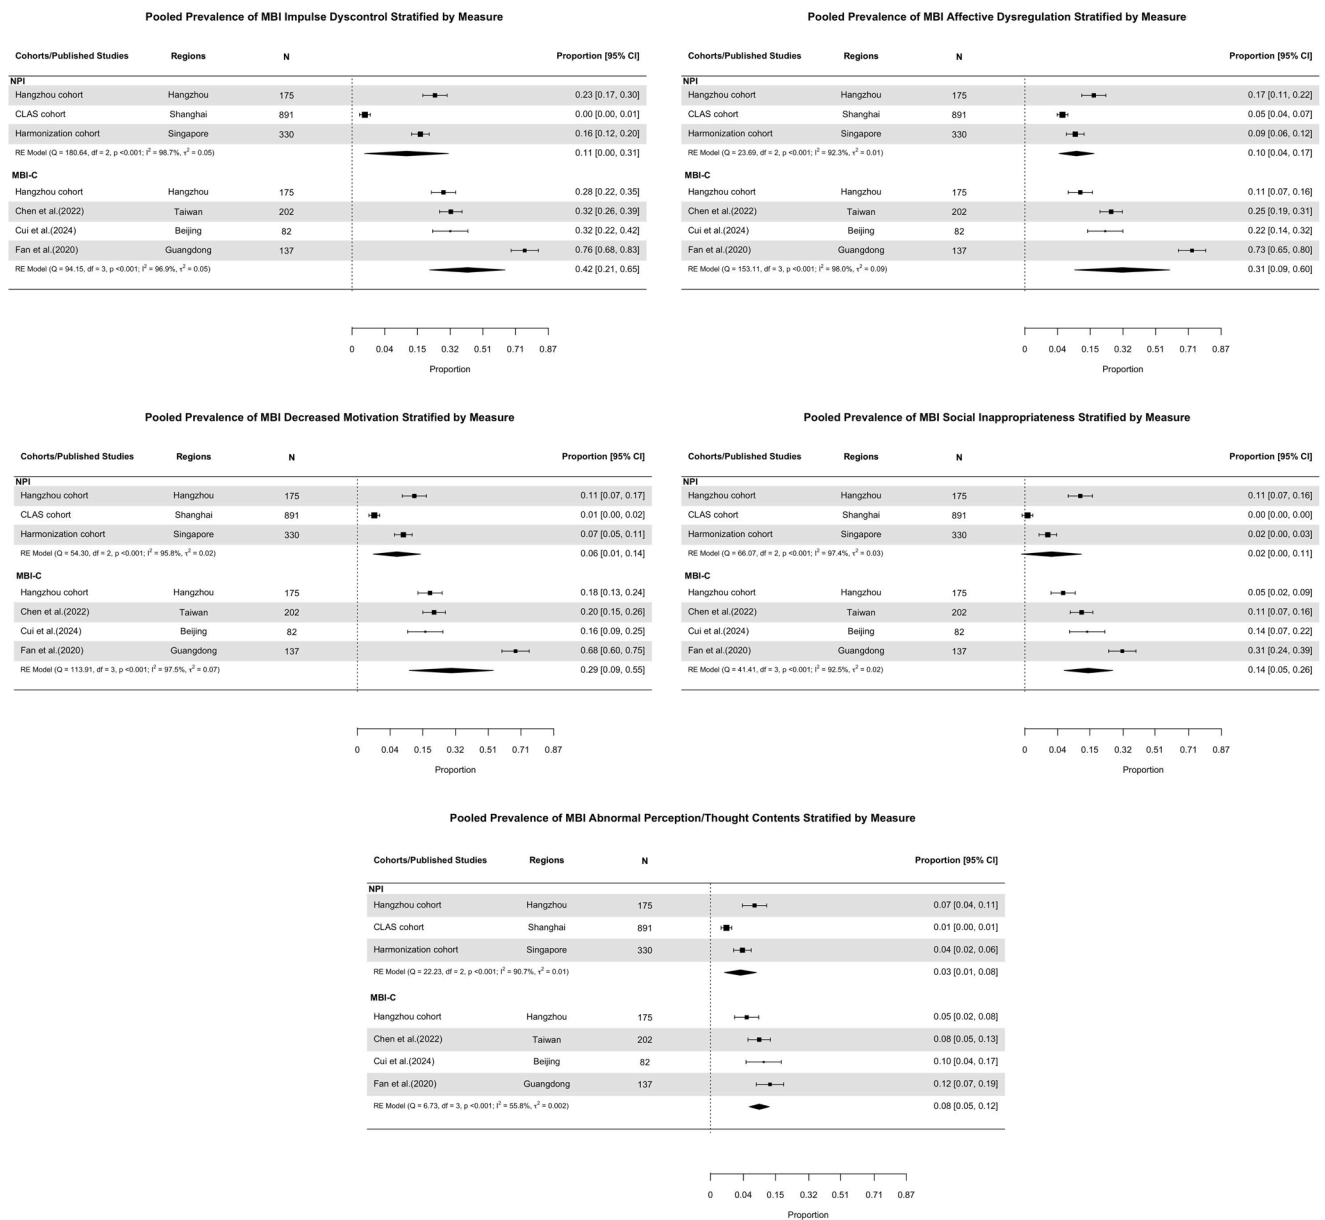 Pooled Prevalence of MBI Impulse Dyscontrol Stratified by Measure
Cohorts/Published Studies Regions N Proportion [95% CI]
NPI
Hangzhou cohort Hangzhou 175 0.23 [0.17, 0.30]
CLAS cohort Shanghai 891 0.00 [0.00, 0.01]
Harmonization cohort Singapore 330 0.16 [0.12, 0.20]
RE Model (Q = 180.64, df = 2, p <0.001; I² = 98.7%, τ² = 0.05) 0.11 [0.00, 0.31]
MBI-C
Hangzhou cohort Hangzhou 175 0.28 [0.22, 0.35]
Chen et al.(2022) Taiwan 202 0.32 [0.26, 0.39]
Cui et al.(2024) Beijing 82 0.32 [0.22, 0.42]
Fan et al.(2020) Guangdong 137 0.76 [0.68, 0.83]
RE Model (Q = 94.15, df = 3, p <0.001; I² = 96.9%, τ² = 0.05) 0.42 [0.21, 0.65]
0 0.04 0.15 0.32 0.51 0.71 0.87
Proportion
Pooled Prevalence of MBI Affective Dysregulation Stratified by Measure
Cohorts/Published Studies Regions N Proportion [95% CI]
NPI
Hangzhou cohort Hangzhou 175 0.17 [0.11, 0.22]
CLAS cohort Shanghai 891 0.05 [0.04, 0.07]
Harmonization cohort Singapore 330 0.09 [0.06, 0.12]
RE Model (Q = 23.69, df = 2, p <0.001; I² = 92.3%, τ² = 0.01) 0.10 [0.04, 0.17]
MBI-C
Hangzhou cohort Hangzhou 175 0.11 [0.07, 0.16]
Chen et al.(2022) Taiwan 202 0.25 [0.19, 0.31]
Cui et al.(2024) Beijing 82 0.22 [0.14, 0.32]
Fan et al.(2020) Guangdong 137 0.73 [0.65, 0.80]
RE Model (Q = 153.11, df = 3, p <0.001; I² = 98.0%, τ² = 0.09) 0.31 [0.09, 0.60]
0 0.04 0.15 0.32 0.51 0.71 0.87
Proportion
Pooled Prevalence of MBI Decreased Motivation Stratified by Measure
Cohorts/Published Studies Regions N Proportion [95% CI]
NPI
Hangzhou cohort Hangzhou 175 0.11 [0.07, 0.17]
CLAS cohort Shanghai 891 0.01 [0.00, 0.02]
Harmonization cohort Singapore 330 0.07 [0.05, 0.11]
RE Model (Q = 54.30, df = 2, p <0.001; I² = 95.8%, τ² = 0.02) 0.06 [0.01, 0.14]
MBI-C
Hangzhou cohort Hangzhou 175 0.18 [0.13, 0.24]
Chen et al.(2022) Taiwan 202 0.20 [0.15, 0.26]
Cui et al.(2024) Beijing 82 0.16 [0.09, 0.25]
Fan et al.(2020) Guangdong 137 0.68 [0.60, 0.75]
RE Model (Q = 113.91, df = 3, p <0.001; I² = 97.5%, τ² = 0.07) 0.29 [0.09, 0.55]
0 0.04 0.15 0.32 0.51 0.71 0.87
Proportion
Pooled Prevalence of MBI Social Inappropriateness Stratified by Measure
Cohorts/Published Studies Regions N Proportion [95% CI]
NPI
Hangzhou cohort Hangzhou 175 0.11 [0.07, 0.16]
CLAS cohort Shanghai 891 0.00 [0.00, 0.00]
Harmonization cohort Singapore 330 0.02 [0.00, 0.03]
RE Model (Q = 66.07, df = 2, p <0.001; I² = 97.4%, τ² = 0.03) 0.02 [0.00, 0.11]
MBI-C
Hangzhou cohort Hangzhou 175 0.05 [0.02, 0.09]
Chen et al.(2022) Taiwan 202 0.11 [0.07, 0.16]
Cui et al.(2024) Beijing 82 0.14 [0.07, 0.22]
Fan et al.(2020) Guangdong 137 0.31 [0.24, 0.39]
RE Model (Q = 41.41, df = 3, p <0.001; I² = 92.5%, τ² = 0.02) 0.14 [0.05, 0.26]
0 0.04 0.15 0.32 0.51 0.71 0.87
Proportion
Pooled Prevalence of MBI Abnormal Perception/Thought Contents Stratified by Measure
Cohorts/Published Studies Regions N Proportion [95% CI]
NPI
Hangzhou cohort Hangzhou 175 0.07 [0.04, 0.11]
CLAS cohort Shanghai 891 0.01 [0.00, 0.01]
Harmonization cohort Singapore 330 0.04 [0.02, 0.06]
RE Model (Q = 22.23, df = 2, p <0.001; I² = 90.7%, τ² = 0.01) 0.03 [0.01, 0.08]
MBI-C
Hangzhou cohort Hangzhou 175 0.05 [0.02, 0.08]
Chen et al.(2022) Taiwan 202 0.08 [0.05, 0.13]
Cui et al.(2024) Beijing 82 0.10 [0.04, 0.17]
Fan et al.(2020) Guangdong 137 0.12 [0.07, 0.19]
RE Model (Q = 6.73, df = 3, p <0.001; I² = 55.8%, τ² = 0.002) 0.08 [0.05, 0.12]
0 0.04 0.15 0.32 0.51 0.71 0.87
Proportion